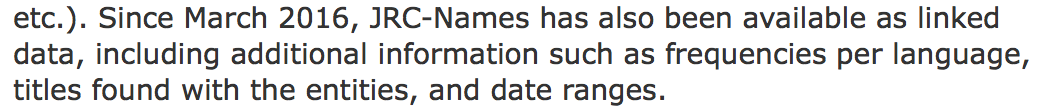 etc.). Since March 2016, JRC-Names has also been available as linked
data, including additional information such as frequencies per language,
titles found with the entities, and date ranges.